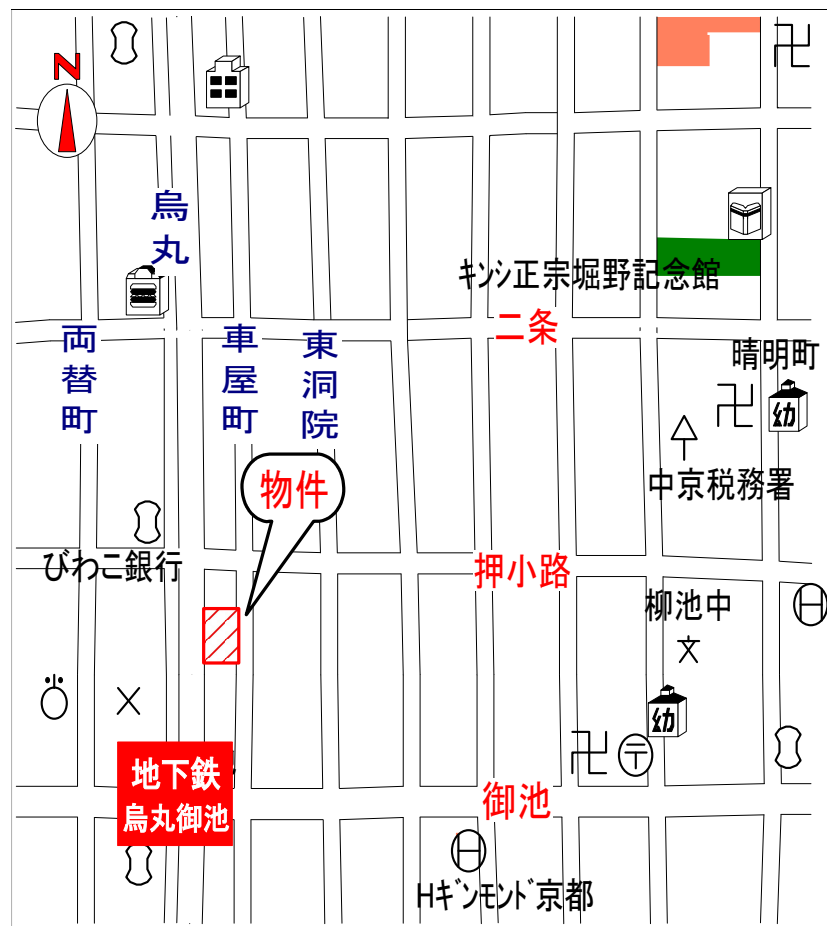 N
烏丸
キンシ正宗堀野記念館
二条
両替町
車屋町
東洞院
晴明町
幼
物件
中京税務署
びわこ銀行
押小路
柳池中
文
幼
〒
地下鉄
烏丸御池
御池
H
H
Hギンモンド京都